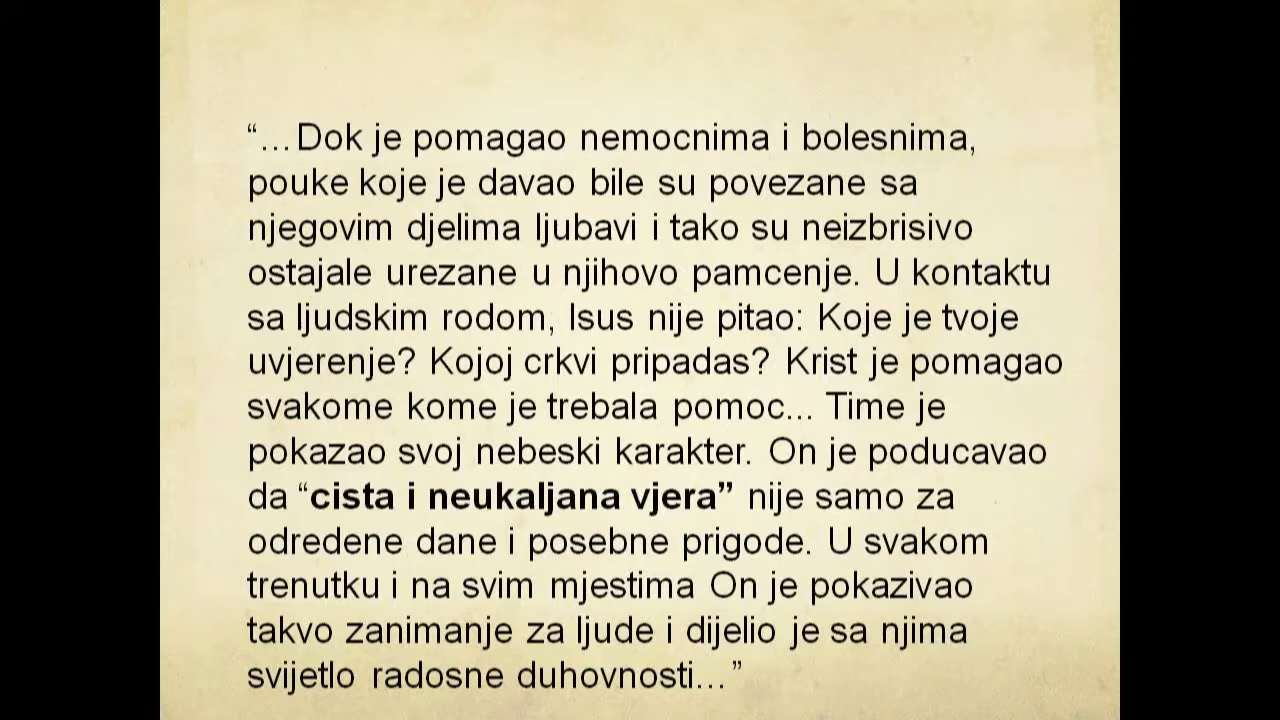 “…Dok je pomagao nemocnima i bolesnima,
pouke koje je davao bile su povezane sa
njegovim djelima ljubavi i tako su neizbrisivo
ostajale urezane u njihovo pamcenje. U kontaktu
sa ljudskim rodom, Isus nije pitao: Koje je tvoje
uvjerenje? Kojoj crkvi pripadas? Krist je pomagao
svakome kome je trebala pomoc... Time je
pokazao svoj nebeski karakter. On je poducavao
da “cista i neukaljana vjera” nije samo za
odredene dane i posebne prigode. U svakom
trenutku i na svim mjestima On je pokazivao
takvo zanimanje za ljude i dijelio je sa njima
svijetlo radosne duhovnosti…”